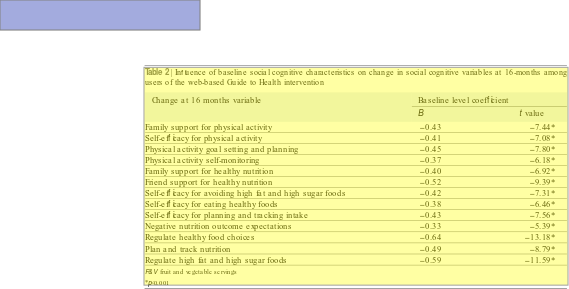 Table 2 | Influence of baseline social cognitive characteristics on change in social cognitive variables at 16-months among
users of the web-based Guide to Health intervention
Change at 16 months variable Baseline level coefficient
B t value
Family support for physical activity −0.43 −7.44*
Self-efficacy for physical activity −0.41 −7.08*
Physical activity goal setting and planning −0.45 −7.80*
Physical activity self-monitoring −0.37 −6.18*
Family support for healthy nutrition −0.40 −6.92*
Friend support for healthy nutrition −0.52 −9.39*
Self-efficacy for avoiding high fat and high sugar foods −0.42 −7.31*
Self-efficacy for eating healthy foods −0.38 −6.46*
Self-efficacy for planning and tracking intake −0.43 −7.56*
Negative nutrition outcome expectations −0.33 −5.39*
Regulate healthy food choices −0.64 −13.18*
Plan and track nutrition −0.49 −8.79*
Regulate high fat and high sugar foods −0.59 −11.59*
F&V fruit and vegetable servings